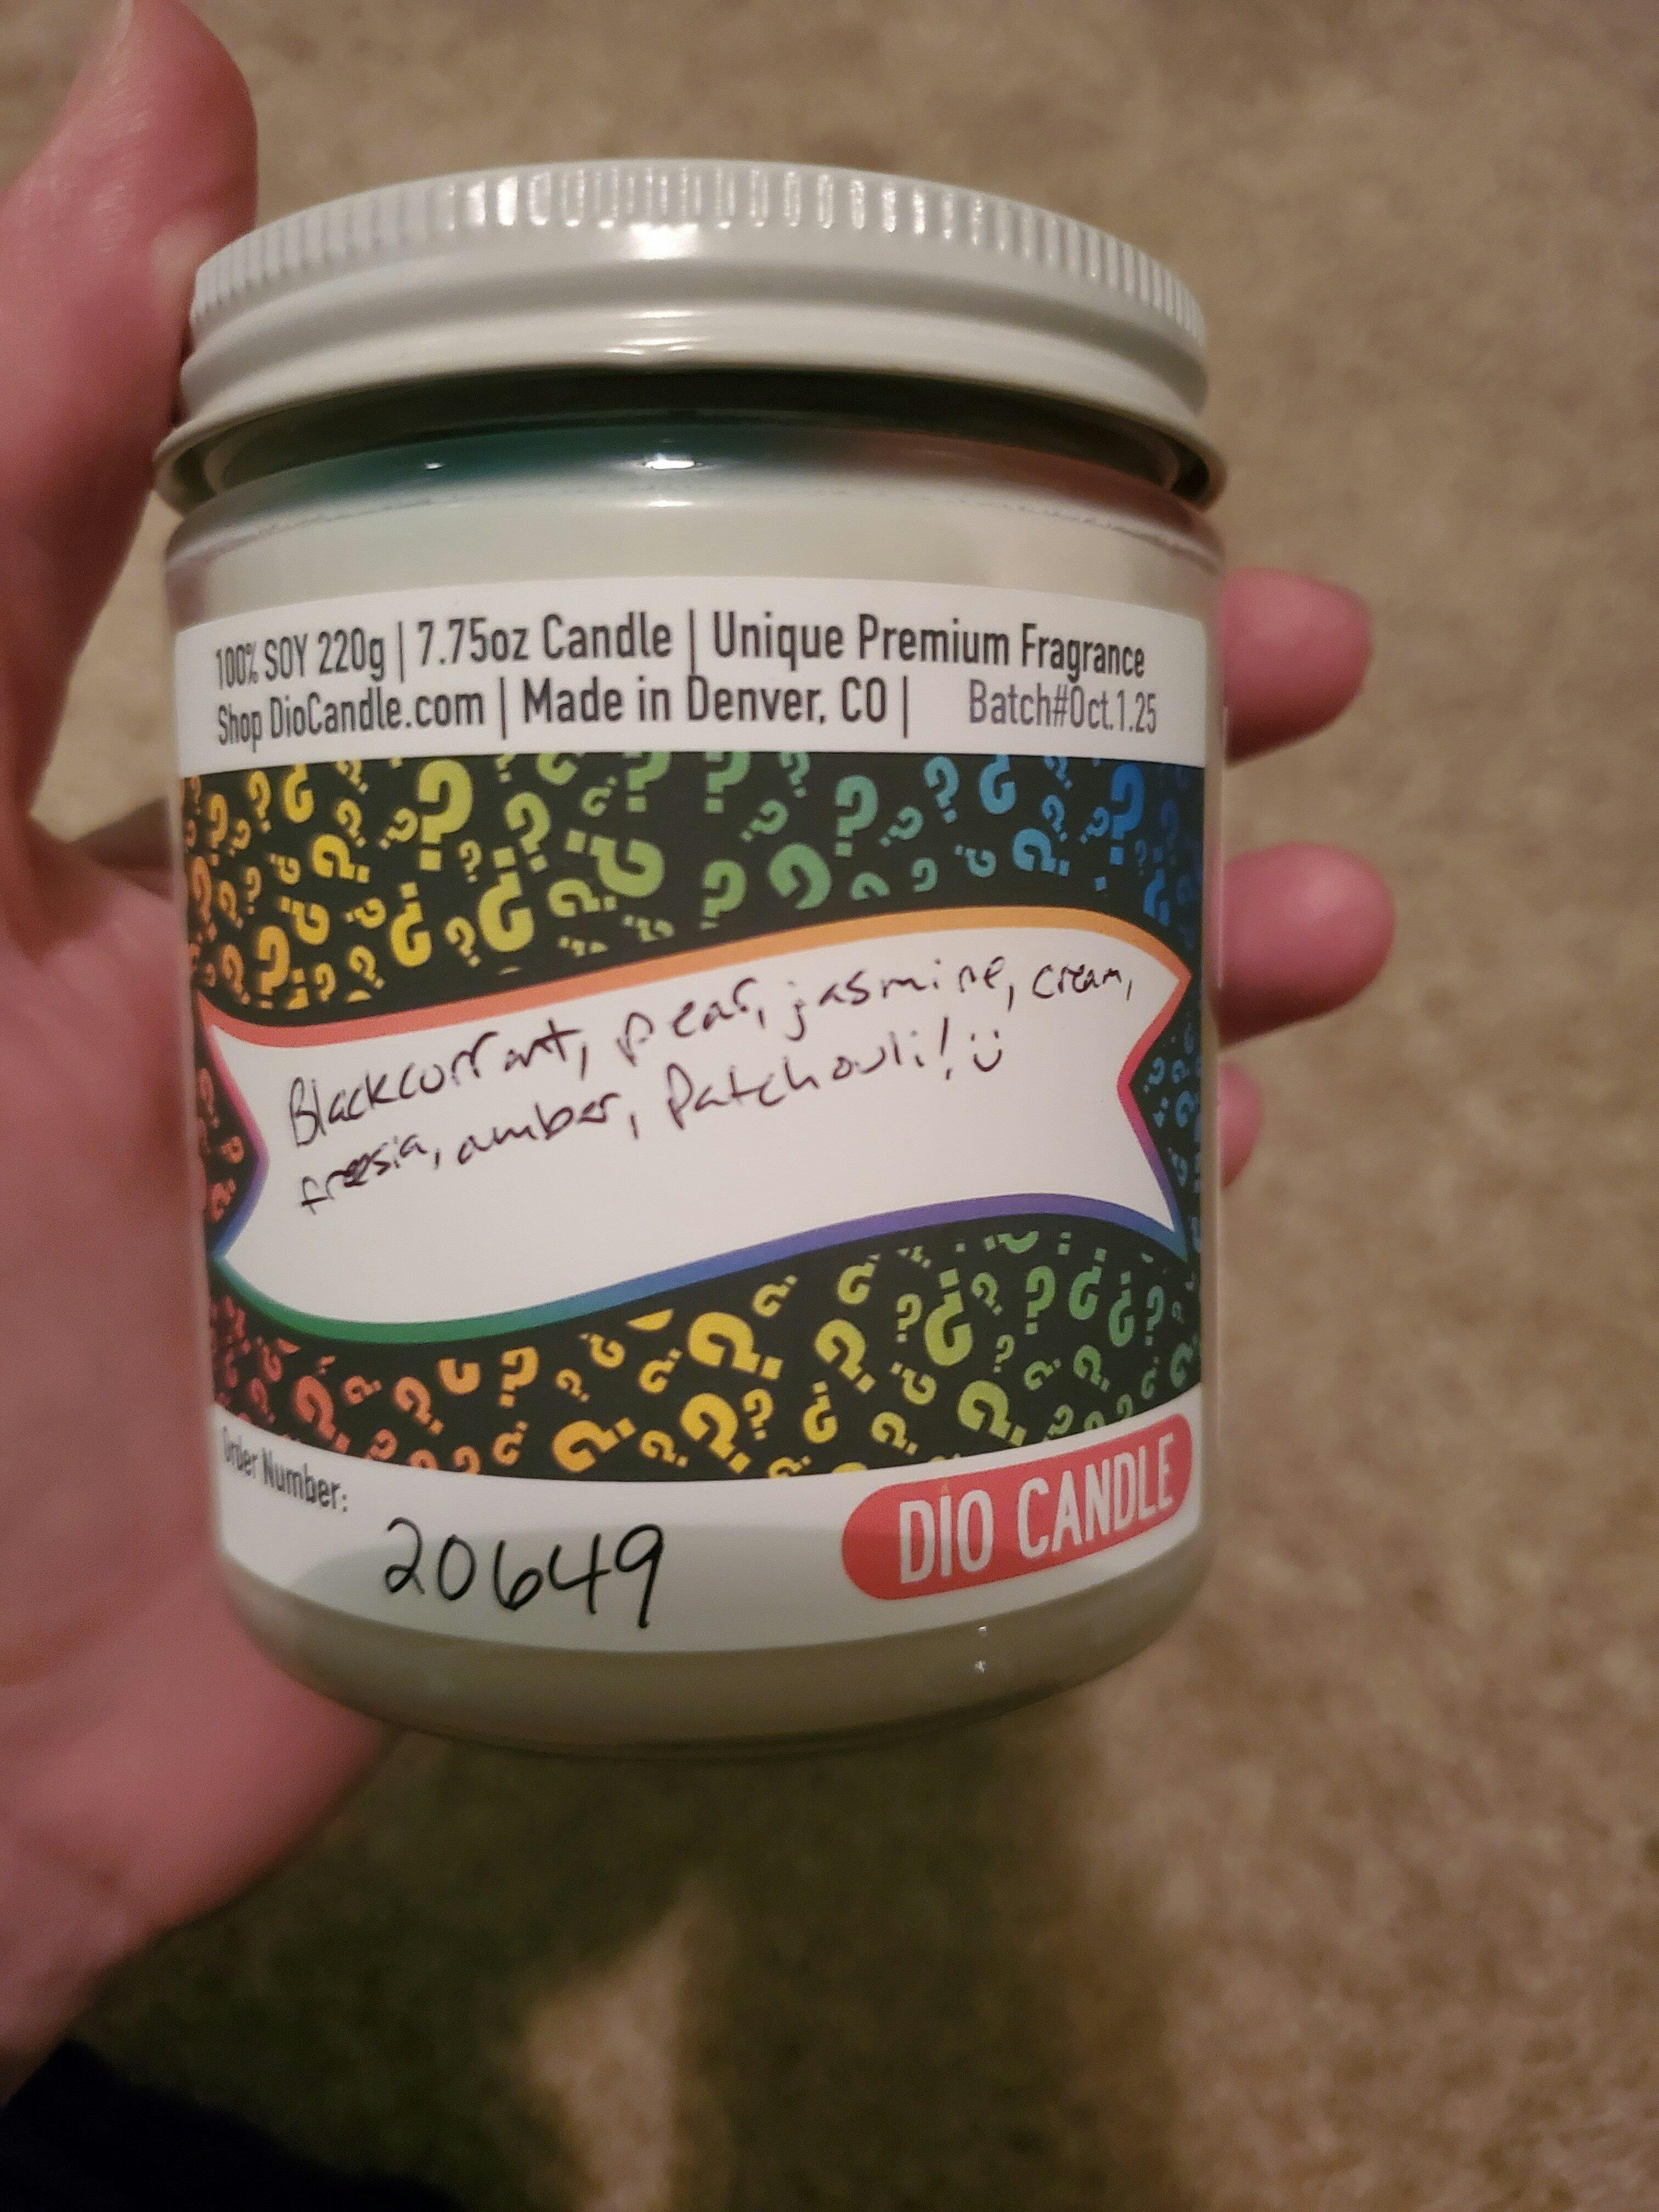 100% SOY 220g | 7.75oz Candle | Unique Premium Fragrance
Shop DioCandle.com | Made in Denver, CO | Batch#Oct.1.25
Blackcurrant, pear, jasmine, cream,
freesia, amber, Patchouli! ü
Order Number:
20649
DIO CANDLE